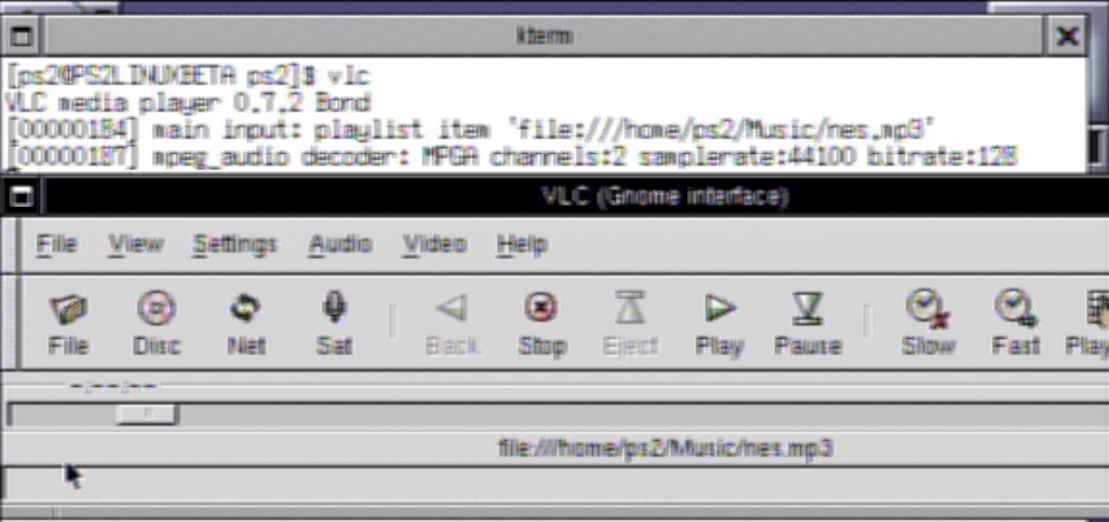 kterm
[ps2@PS2LINUXBETA ps2]$ vlc
VLC media player 0.7.2 Bond
[00000184] main input: playlist item `file:///home/ps2/Music/nes.mp3'
[00000187] mpeg_audio decoder: MPGA channels:2 samplerate:44100 bitrate:128
VLC (Gnome interface)
File View Settings Audio Video Help
File Disc Net Sat Back Stop Eject Play Pause Slow Fast Play
file:///home/ps2/Music/nes.mp3